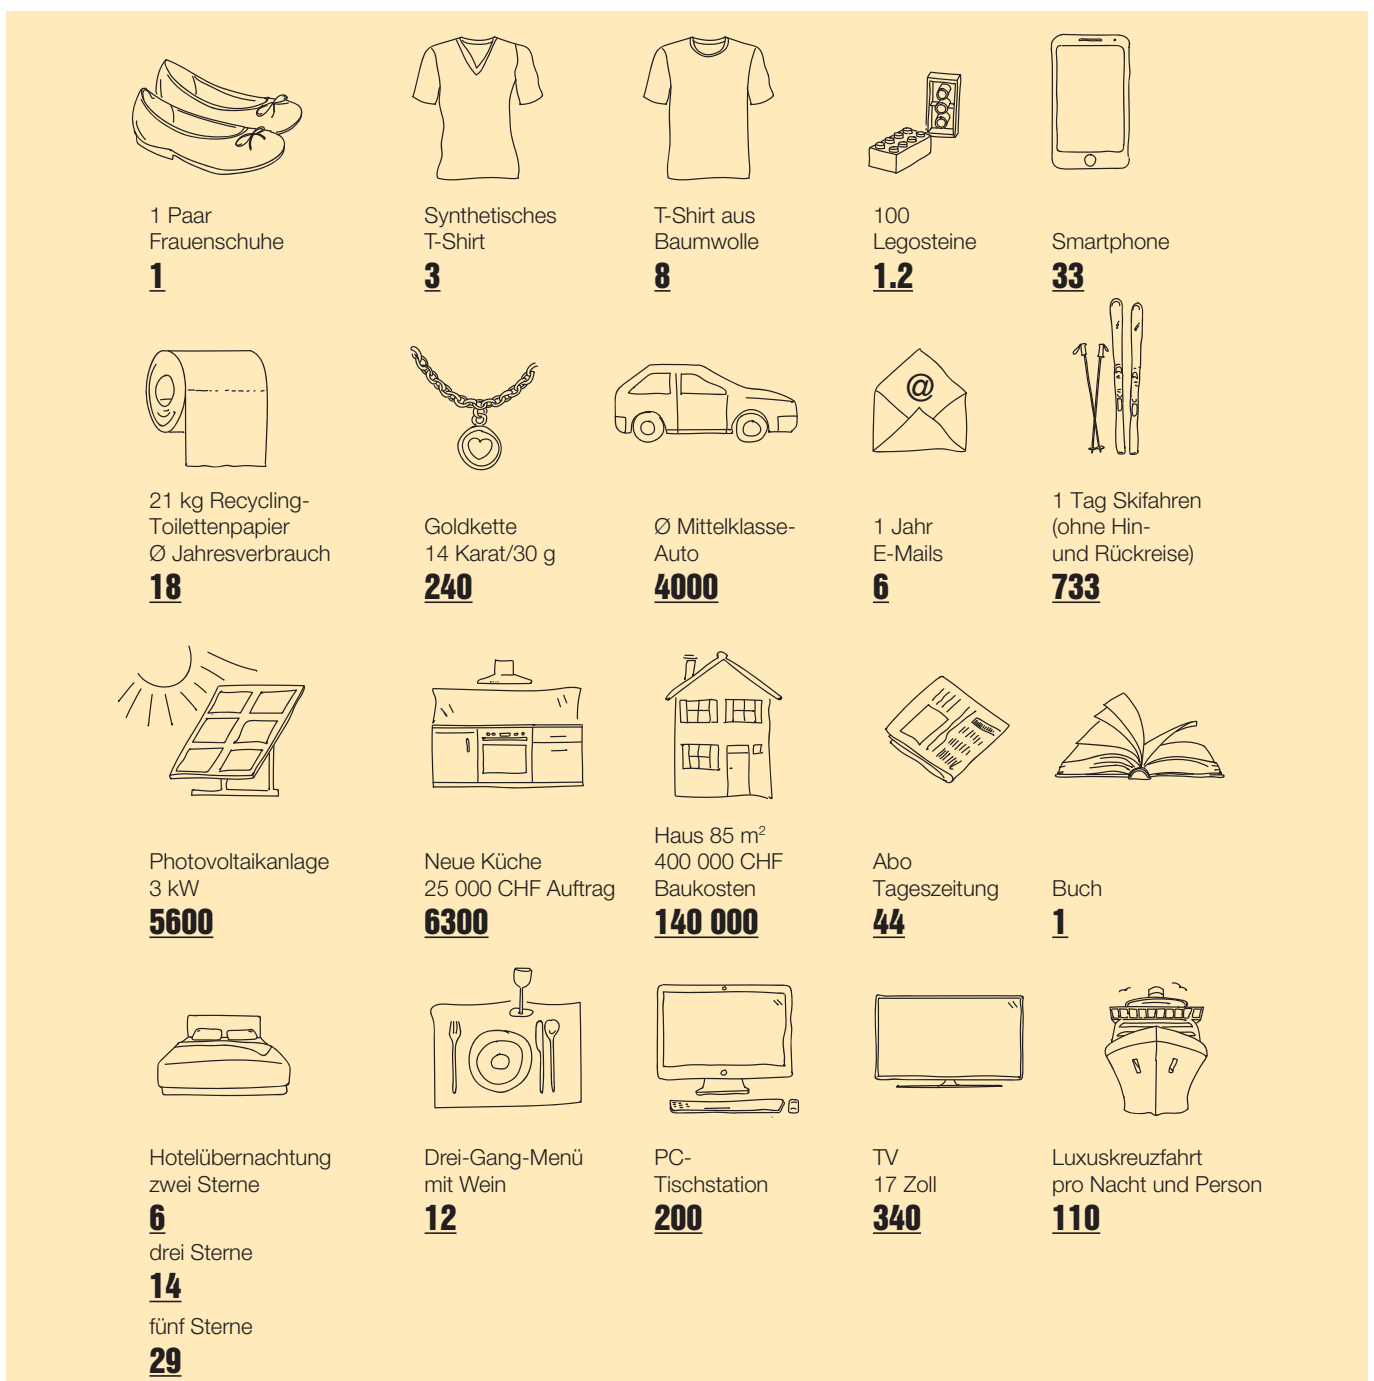 1 Paar
Frauenschuhe
1
Synthetisches
T-Shirt
3
T-Shirt aus
Baumwolle
8
100
Legosteine
1.2
Smartphone
33
21 kg Recycling-
Toilettenpapier
Ø Jahresverbrauch
18
Goldkette
14 Karat/30 g
240
Ø Mittelklasse-
Auto
4000
@
1 Jahr
E-Mails
6
1 Tag Skifahren
(ohne Hin-
und Rückreise)
733
Photovoltaikanlage
3 kW
5600
Neue Küche
25 000 CHF Auftrag
6300
Haus 85 m²
400 000 CHF
Baukosten
140 000
Abo
Tageszeitung
44
Buch
1
Hotelübernachtung
zwei Sterne
6
drei Sterne
14
fünf Sterne
29
Drei-Gang-Menü
mit Wein
12
PC-
Tischstation
200
TV
17 Zoll
340
Luxuskreuzfahrt
pro Nacht und Person
110